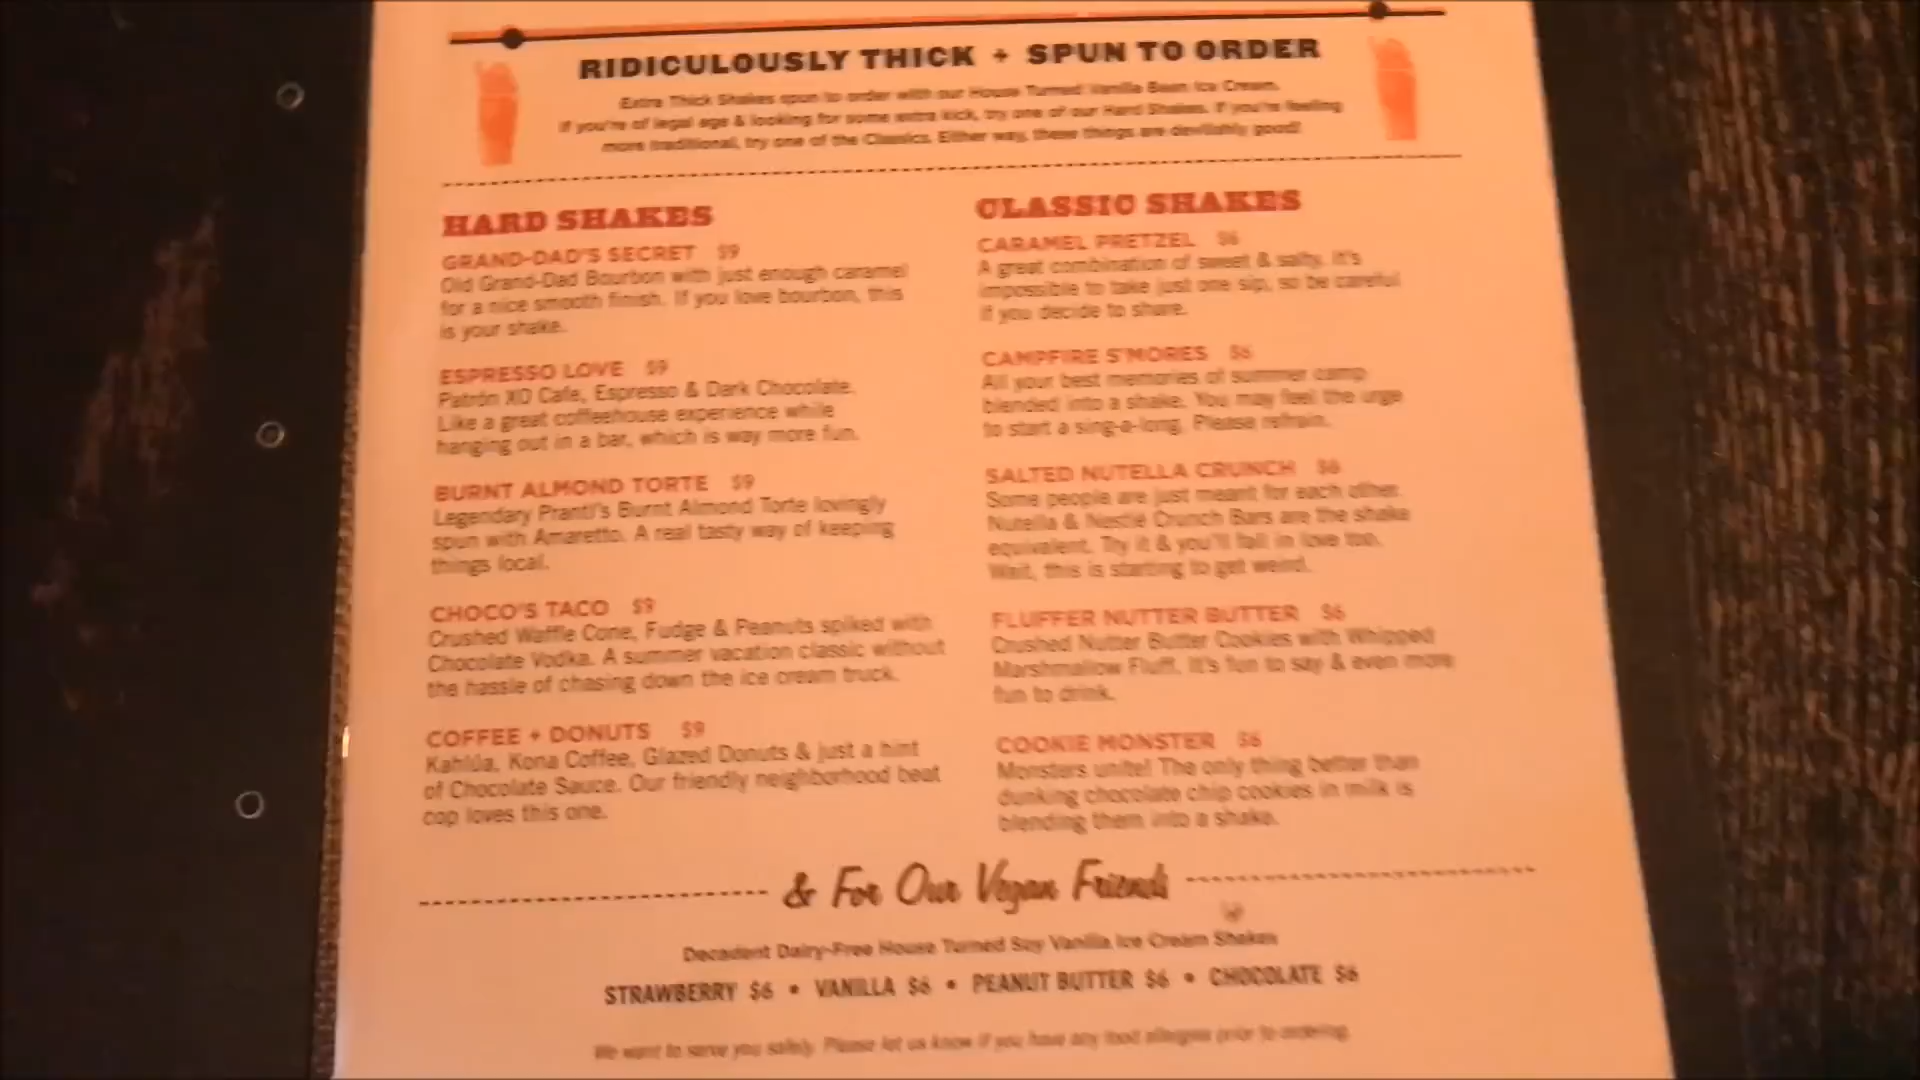 RIDICULOUSLY THICK + SPUN TO ORDER
Extra Thick Shakes spun to order with our House Turned Vanilla Bean Ice Cream.
If you're of legal age & looking for some extra kick, try one of our Hard Shakes. If you're feeling
more traditional, try one of the Classics. Either way, these things are devilishly good!
HARD SHAKES
GRAND-DAD'S SECRET $9
Old Grand-Dad Bourbon with just enough caramel
for a nice smooth finish. If you love bourbon, this
is your shake.
ESPRESSO LOVE $9
Patrón XO Cafe, Espresso & Dark Chocolate.
Like a great coffeehouse experience while
hanging out in a bar, which is way more fun.
BURNT ALMOND TORTE $9
Legendary Prantl's Burnt Almond Torte lovingly
spun with Amaretto. A real tasty way of keeping
things local.
CHOCO'S TACO $9
Crushed Waffle Cone, Fudge & Peanuts spiked with
Chocolate Vodka. A summer vacation classic without
the hassle of chasing down the ice cream truck.
COFFEE + DONUTS $9
Kahlúa, Kona Coffee, Glazed Donuts & just a hint
of Chocolate Sauce. Our friendly neighborhood beat
cop loves this one.
CLASSIC SHAKES
CARAMEL PRETZEL $6
A great combination of sweet & salty. It's
impossible to take just one sip, so be careful
if you decide to share.
CAMPFIRE S'MORES $6
All your best memories of summer camp
blended into a shake. You may feel the urge
to start a sing-a-long. Please refrain.
SALTED NUTELLA CRUNCH $6
Some people are just meant for each other.
Nutella & Nestlé Crunch Bars are the shake
equivalent. Try it & you'll fall in love too.
Wait, this is starting to get weird.
FLUFFER NUTTER BUTTER $6
Crushed Nutter Butter Cookies with Whipped
Marshmallow Fluff. It's fun to say & even more
fun to drink.
COOKIE MONSTER $6
Monsters unite! The only thing better than
dunking chocolate chip cookies in milk is
blending them into a shake.
& For Our Vegan Friends
Decadent Dairy-Free House Turned Soy Vanilla Ice Cream Shakes
STRAWBERRY $6 • VANILLA $6 • PEANUT BUTTER $6 • CHOCOLATE $6
We want to serve you safely. Please let us know if you have any food allergies prior to ordering.